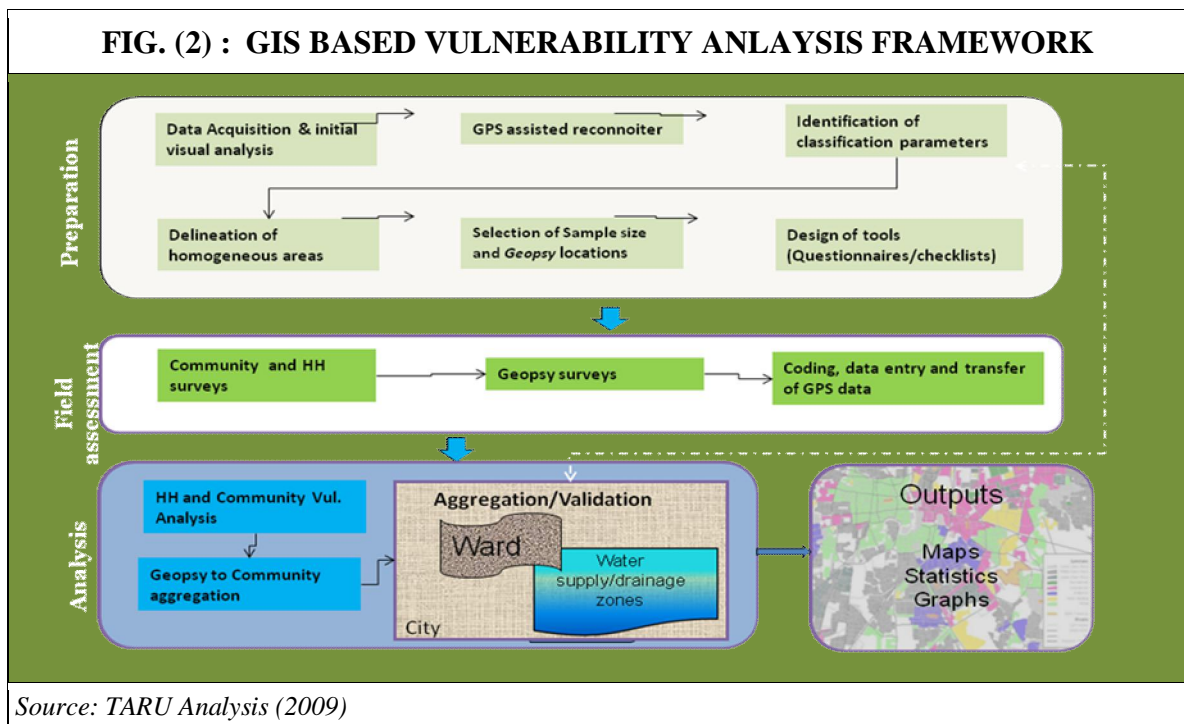 FIG. (2) : GIS BASED VULNERABILITY ANLAYSIS FRAMEWORK
Preparation
Data Acquisition & initial
visual analysis
GPS assisted reconnoiter
Identification of
classification parameters
Delineation of
homogeneous areas
Selection of Sample size
and Geopsy locations
Design of tools
(Questionnaires/checklists)
Field
assessment
Community and HH
surveys
Geopsy surveys
Coding, data entry and transfer
of GPS data
Analysis
HH and Community Vul.
Analysis
Geopsy to Community
aggregation
Aggregation/Validation
Ward
Water
supply/drainage
zones
City
Outputs
Maps
Statistics
Graphs
Source: TARU Analysis (2009)